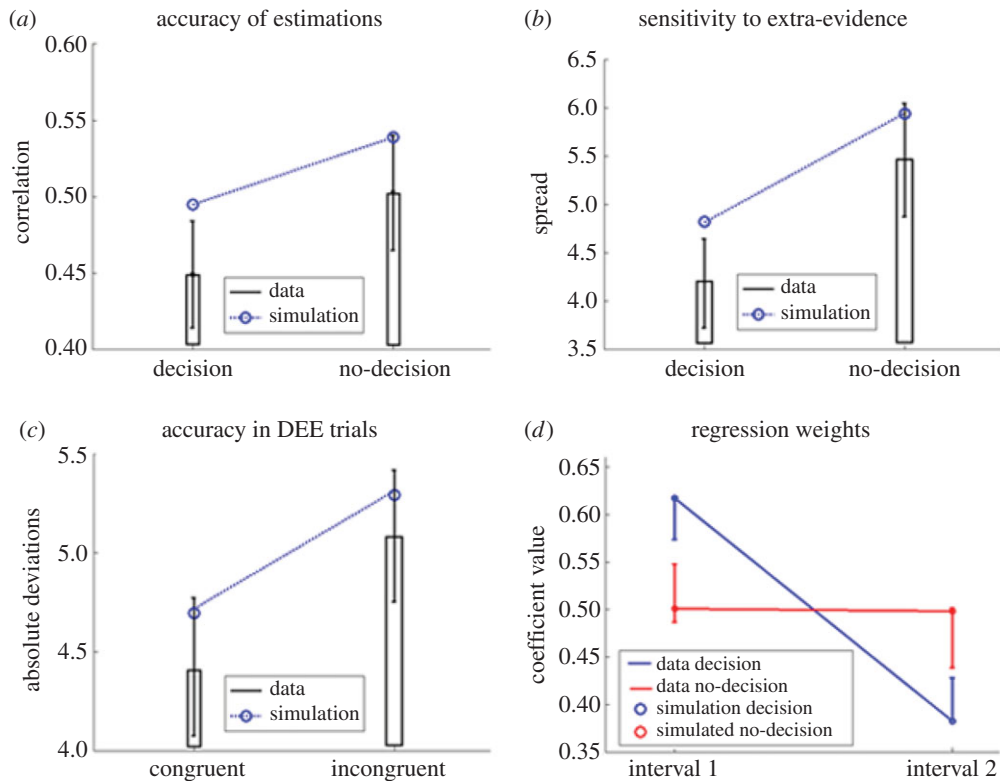 (a) accuracy of estimations
0.60
0.55
0.50
0.45
0.40
correlation
data
simulation
decision no-decision
(b) sensitivity to extra-evidence
6.5
6.0
5.5
5.0
4.5
4.0
3.5
spread
data
simulation
decision no-decision
(c) accuracy in DEE trials
5.5
5.0
4.5
4.0
absolute deviations
data
simulation
congruent incongruent
(d) regression weights
0.65
0.60
0.55
0.50
0.45
0.40
0.35
coefficient value
data decision
data no-decision
simulation decision
simulated no-decision
interval 1 interval 2